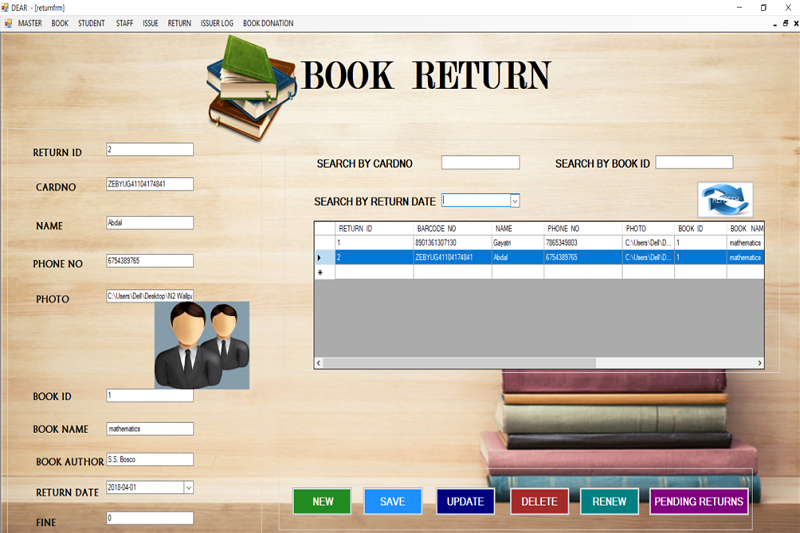 DEAR - [returnfrm]
MASTER BOOK STUDENT STAFF ISSUE RETURN ISSUER LOG BOOK DONATION
BOOK RETURN
RETURN ID 2
CARDNO ZEBYUG41104174841
NAME Abdal
PHONE NO 6754389765
PHOTO C:\Users\Dell\Desktop\N2 Wallpa
BOOK ID 1
BOOK NAME mathematics
BOOK AUTHOR S.S. Bosco
RETURN DATE 2018-04-01
FINE 0
SEARCH BY CARDNO SEARCH BY BOOK ID
SEARCH BY RETURN DATE
RETURN ID BARCODE NO NAME PHONE NO PHOTO BOOK ID BOOK NAM
1 8901361307130 Gayatri 7865349803 C:\Users\Dell\D... 1 mathematics
2 ZEBYUG41104174841 Abdal 6754389765 C:\Users\Dell\D... 1 mathematics
NEW SAVE UPDATE DELETE RENEW PENDING RETURNS